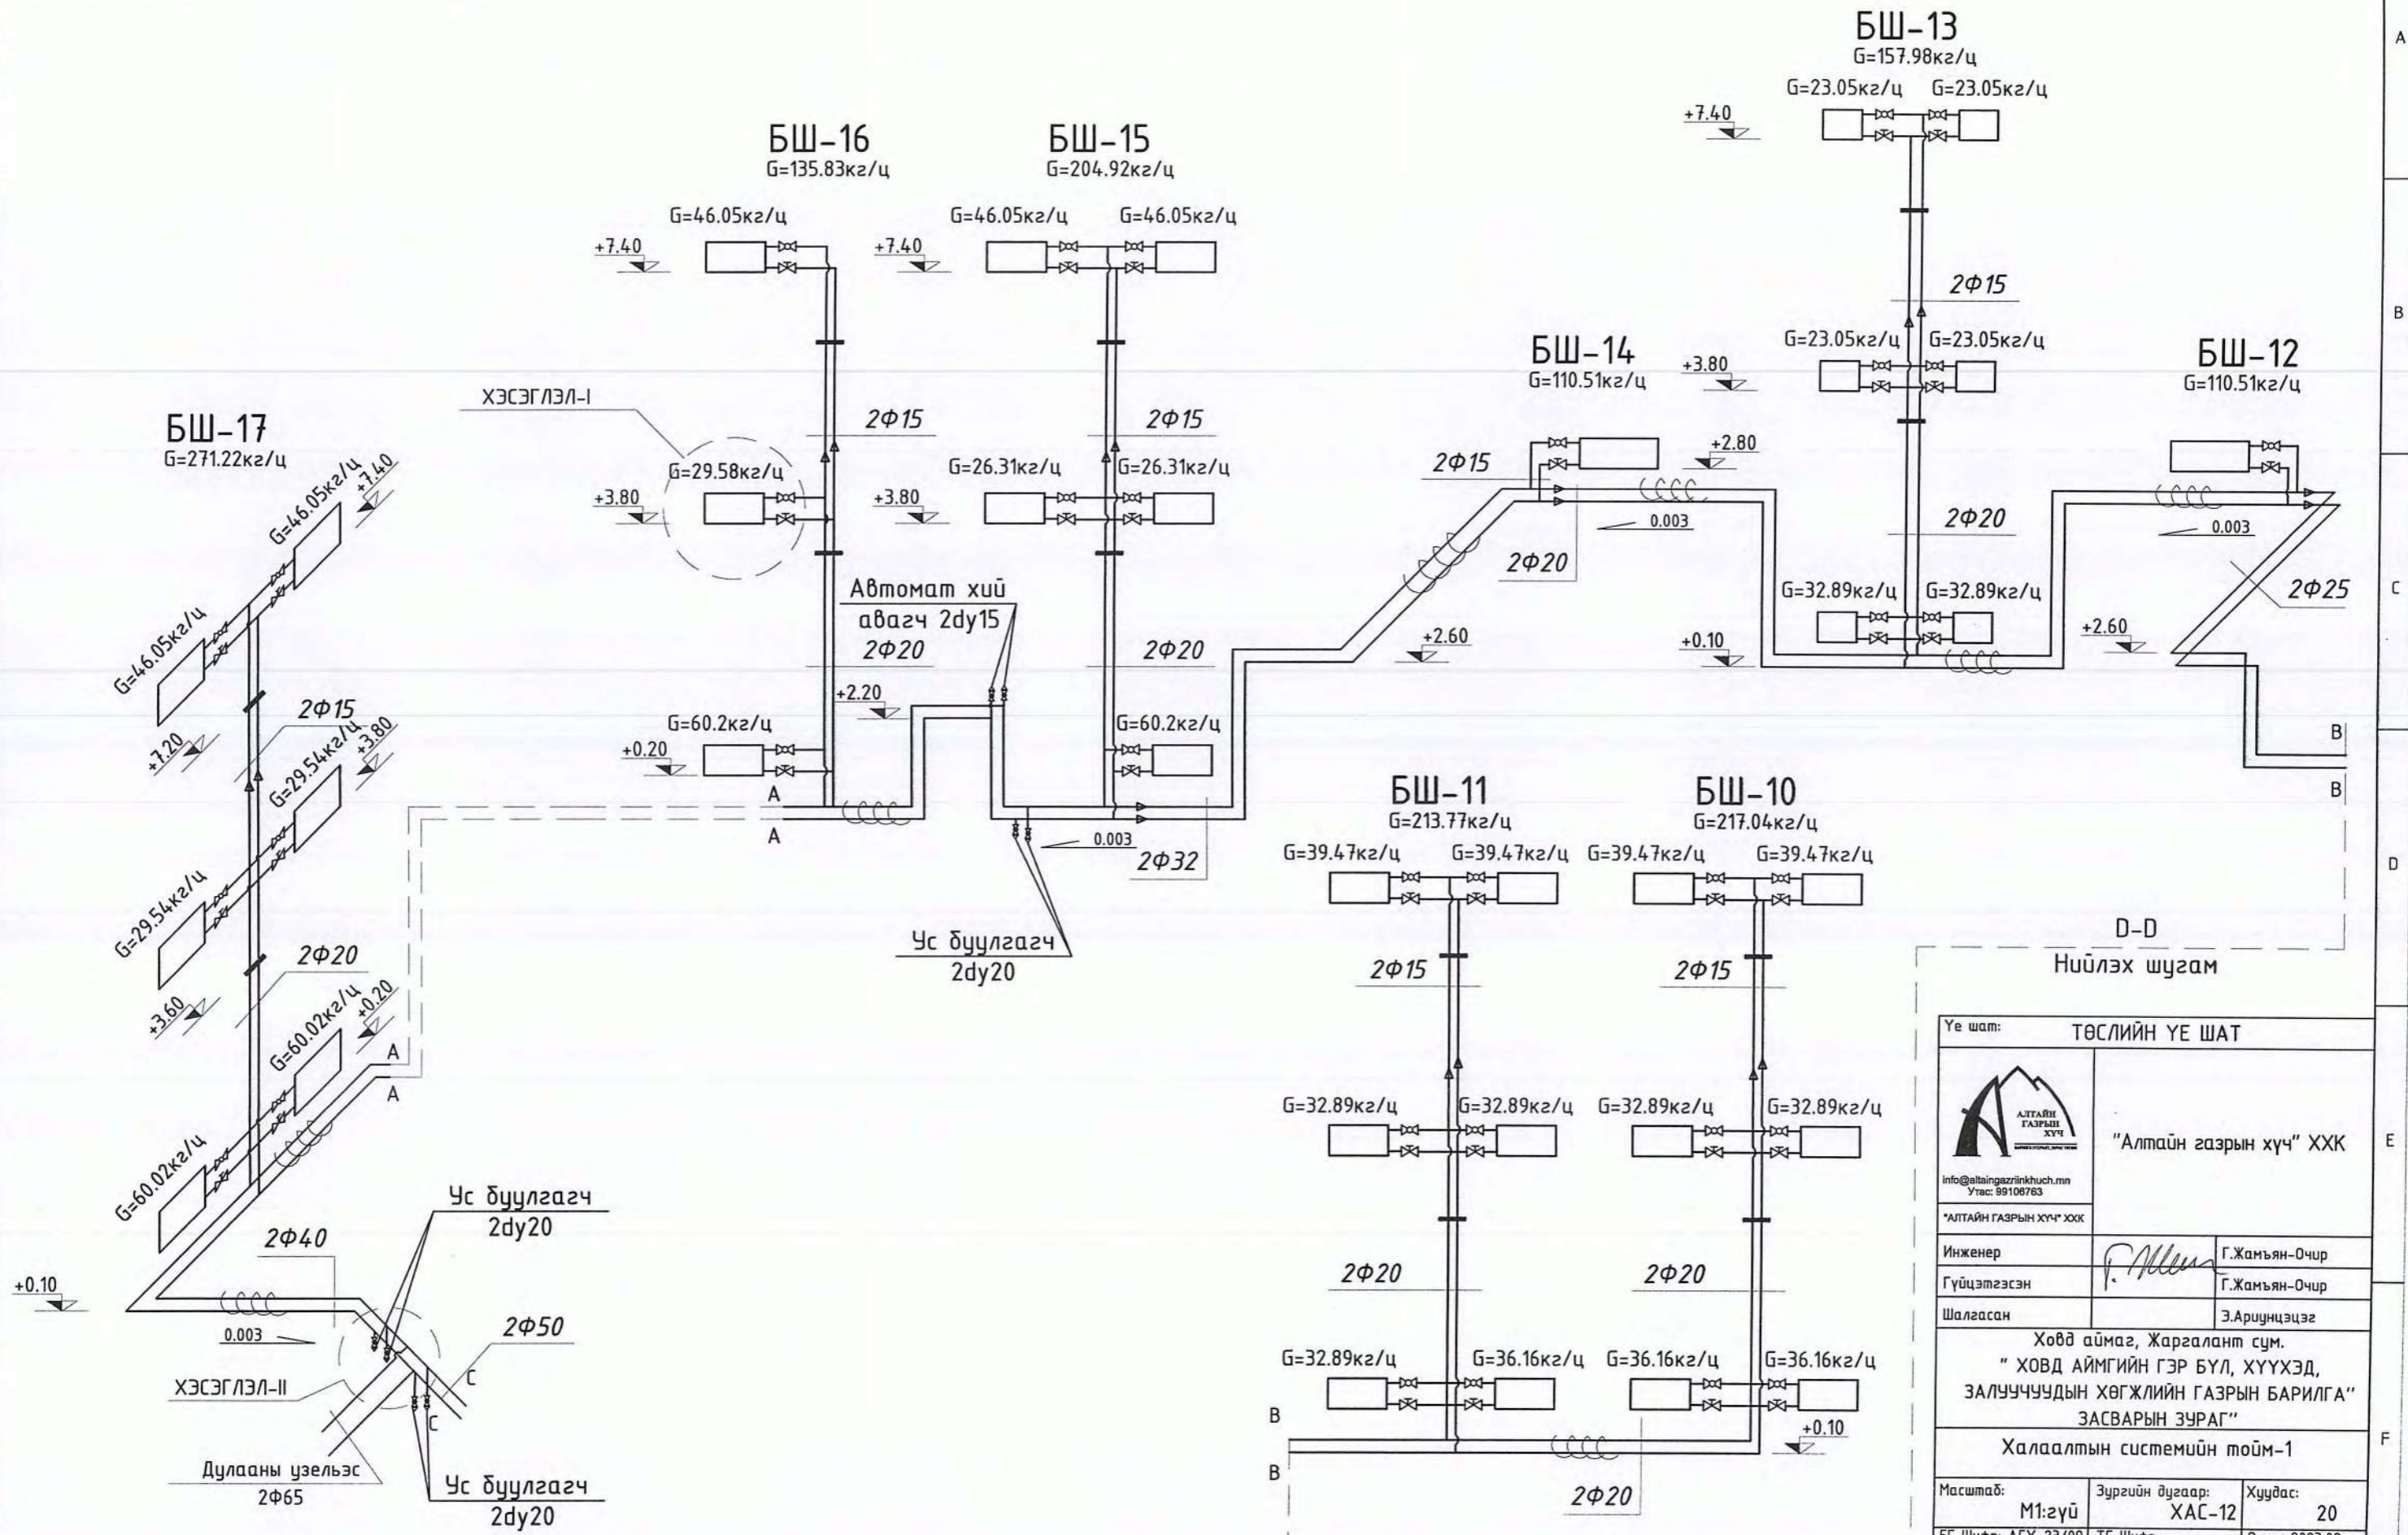 БШ-13
G=157.98кг/ц
G=23.05кг/ц G=23.05кг/ц
+7.40
2Ф15
G=23.05кг/ц G=23.05кг/ц
+3.80
2Ф20
G=32.89кг/ц G=32.89кг/ц
+0.10
БШ-16
G=135.83кг/ц
G=46.05кг/ц
+7.40
ХЭСЭГЛЭЛ-I
2Ф15
G=29.58кг/ц
+3.80
2Ф20
G=60.2кг/ц
+0.20
A
A
БШ-15
G=204.92кг/ц
G=46.05кг/ц G=46.05кг/ц
+7.40
2Ф15
G=26.31кг/ц G=26.31кг/ц
+3.80
Автомат хий
авагч 2dy15
2Ф20
+2.20
G=60.2кг/ц
0.003
2Ф32
Ус буулгагч
2dy20
БШ-14
G=110.51кг/ц
2Ф15
+2.80
0.003
2Ф20
+2.60
БШ-12
G=110.51кг/ц
0.003
2Ф25
+2.60
B
B
БШ-17
G=271.22кг/ц
G=46.05кг/ц
+7.40
G=46.05кг/ц
+7.20
2Ф15
G=29.54кг/ц
+3.80
G=29.54кг/ц
+3.60
2Ф20
G=60.02кг/ц
+0.20
G=60.02кг/ц
A
A
+0.10
2Ф40
0.003
Ус буулгагч
2dy20
2Ф50
C
C
ХЭСЭГЛЭЛ-II
Дулааны узельэс
2Ф65
Ус буулгагч
2dy20
БШ-11
G=213.77кг/ц
G=39.47кг/ц G=39.47кг/ц
2Ф15
G=32.89кг/ц G=32.89кг/ц
2Ф20
G=32.89кг/ц G=36.16кг/ц
B
B
БШ-10
G=217.04кг/ц
G=39.47кг/ц G=39.47кг/ц
2Ф15
G=32.89кг/ц G=32.89кг/ц
2Ф20
G=36.16кг/ц G=36.16кг/ц
+0.10
2Ф20
D-D
Нийлэх шугам
A
B
C
D
E
F
Үе шат: ТӨСЛИЙН ҮЕ ШАТ
АЛТАЙН
ГАЗРЫН
ХҮЧ
info@altaingazriinkhuch.mn
Утас: 99106763
"АЛТАЙН ГАЗРЫН ХҮЧ" ХХК
"Алтайн газрын хүч" ХХК
Инженер Г.Жамъян-Очир
Гүйцэтгэсэн Г.Жамъян-Очир
Шалгасан Э.Ариунцэцэг
Ховд аймаг, Жаргалант сум.
" ХОВД АЙМГИЙН ГЭР БҮЛ, ХҮҮХЭД,
ЗАЛУУЧУУДЫН ХӨГЖЛИЙН ГАЗРЫН БАРИЛГА"
ЗАСВАРЫН ЗУРАГ"
Халаалтын системийн тойм-1
Масштаб: М1:гүй
Зургийн дугаар: ХАС-12
Хуудас: 20